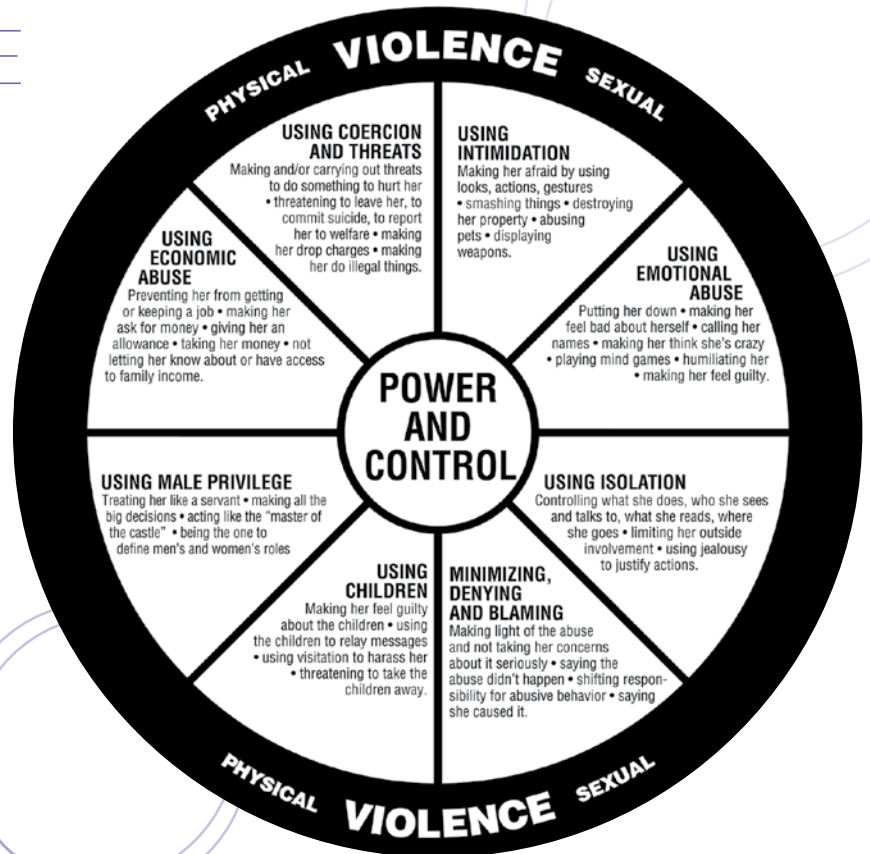 PHYSICAL VIOLENCE SEXUAL
USING COERCION
AND THREATS
Making and/or carrying out threats
to do something to hurt her
• threatening to leave her, to
commit suicide, to report
her to welfare • making
her drop charges • making
her do illegal things.
USING
INTIMIDATION
Making her afraid by using
looks, actions, gestures
• smashing things • destroying
her property • abusing
pets • displaying
weapons.
USING
EMOTIONAL
ABUSE
Putting her down • making her
feel bad about herself • calling her
names • making her think she's crazy
• playing mind games • humiliating her
• making her feel guilty.
USING ISOLATION
Controlling what she does, who she sees
and talks to, what she reads, where
she goes • limiting her outside
involvement • using jealousy
to justify actions.
MINIMIZING,
DENYING
AND BLAMING
Making light of the abuse
and not taking her concerns
about it seriously • saying the
abuse didn't happen • shifting respon-
sibility for abusive behavior • saying
she caused it.
USING
CHILDREN
Making her feel guilty
about the children • using
the children to relay messages
• using visitation to harass her
• threatening to take the
children away.
USING MALE PRIVILEGE
Treating her like a servant • making all the
big decisions • acting like the "master of
the castle" • being the one to
define men's and women's roles
USING
ECONOMIC
ABUSE
Preventing her from getting
or keeping a job • making her
ask for money • giving her an
allowance • taking her money • not
letting her know about or have access
to family income.
POWER
AND
CONTROL
PHYSICAL VIOLENCE SEXUAL